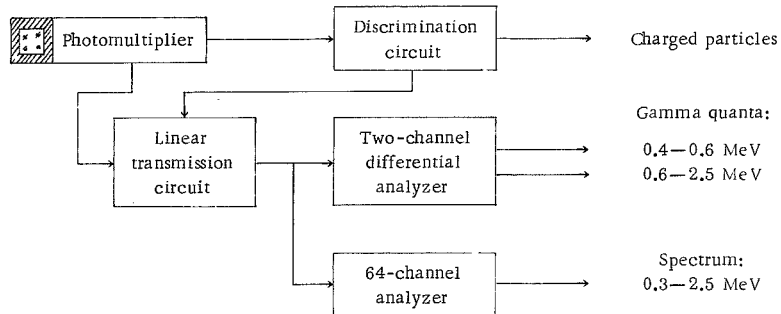 Photomultiplier
Discrimination
circuit
Charged particles
Linear
transmission
circuit
Two-channel
differential
analyzer
Gamma quanta:
0.4—0.6 MeV
0.6—2.5 MeV
64-channel
analyzer
Spectrum:
0.3—2.5 MeV